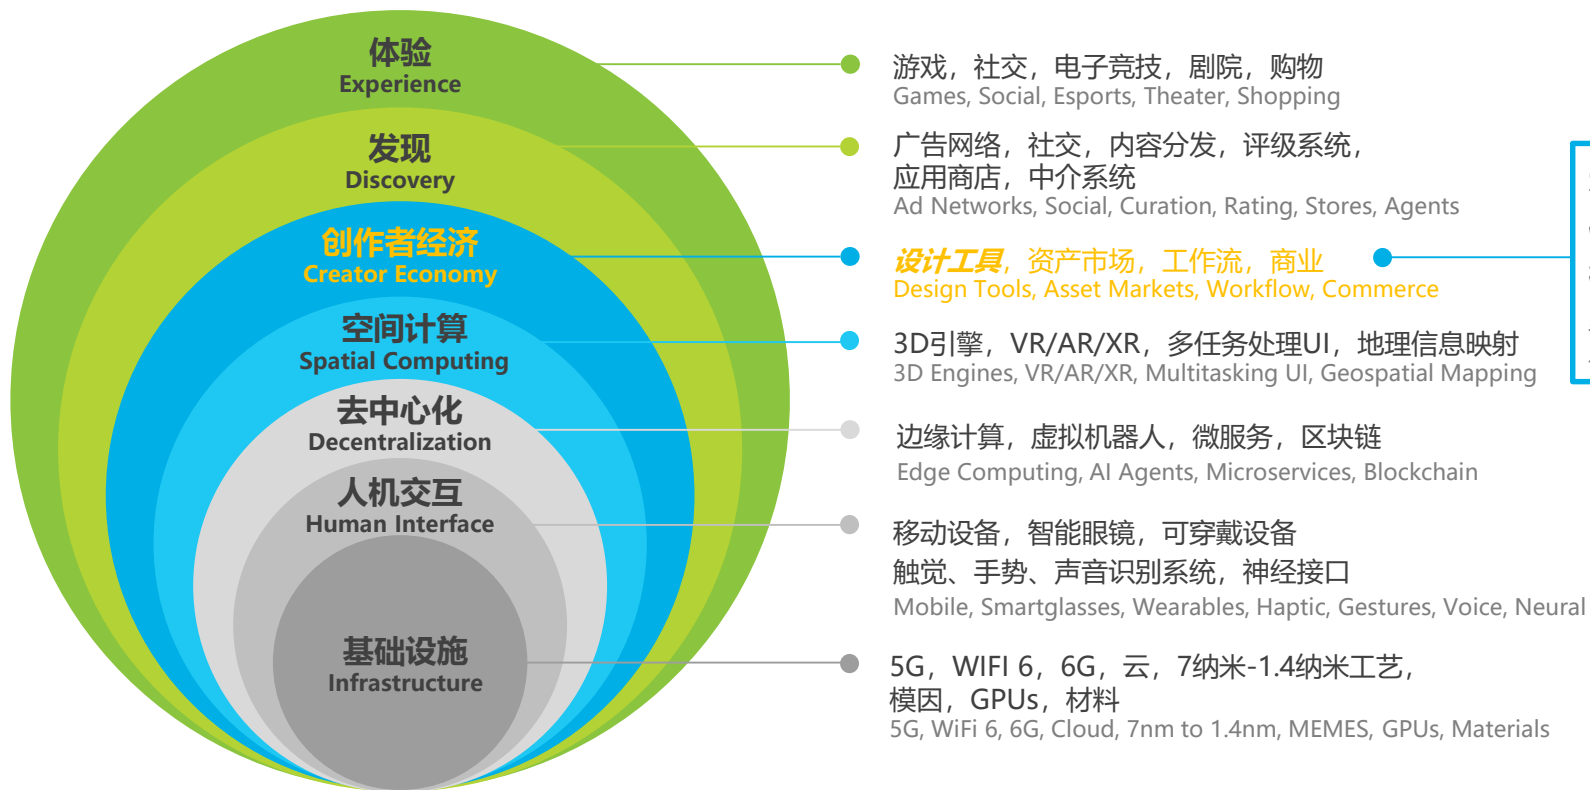 体验
Experience
游戏，社交，电子竞技，剧院，购物
Games, Social, Esports, Theater, Shopping
发现
Discovery
广告网络，社交，内容分发，评级系统，
应用商店，中介系统
Ad Networks, Social, Curation, Rating, Stores, Agents
创作者经济
Creator Economy
设计工具，资产市场，工作流，商业
Design Tools, Asset Markets, Workflow, Commerce
空间计算
Spatial Computing
3D引擎，VR/AR/XR，多任务处理UI，地理信息映射
3D Engines, VR/AR/XR, Multitasking UI, Geospatial Mapping
去中心化
Decentralization
边缘计算，虚拟机器人，微服务，区块链
Edge Computing, AI Agents, Microservices, Blockchain
人机交互
Human Interface
移动设备，智能眼镜，可穿戴设备
触觉、手势、声音识别系统，神经接口
Mobile, Smartglasses, Wearables, Haptic, Gestures, Voice, Neural
基础设施
Infrastructure
5G，WIFI 6，6G，云，7纳米-1.4纳米工艺，
模因，GPUs，材料
5G, WiFi 6, 6G, Cloud, 7nm to 1.4nm, MEMES, GPUs, Materials